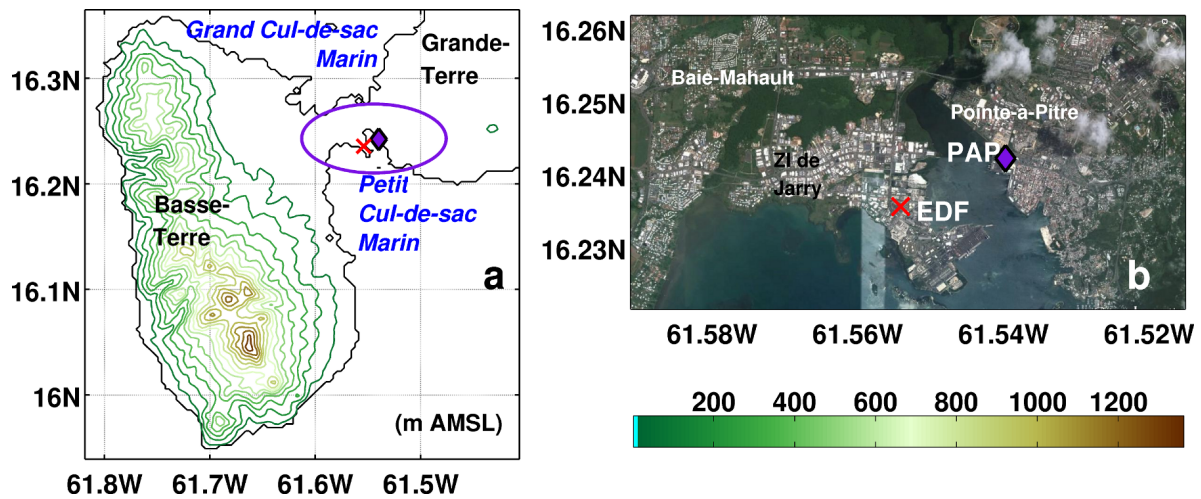 Grand Cul-de-sac
Marin
Grande-
Terre
Petit
Cul-de-sac
Marin
Basse-
Terre
a
(m AMSL)
16.3N
16.2N
16.1N
16N
61.8W 61.7W 61.6W 61.5W
16.26N
16.25N
16.24N
16.23N
Baie-Mahault
Pointe-à-Pitre
PAP
ZI de
Jarry
EDF
b
61.58W 61.56W 61.54W 61.52W
200 400 600 800 1000 1200